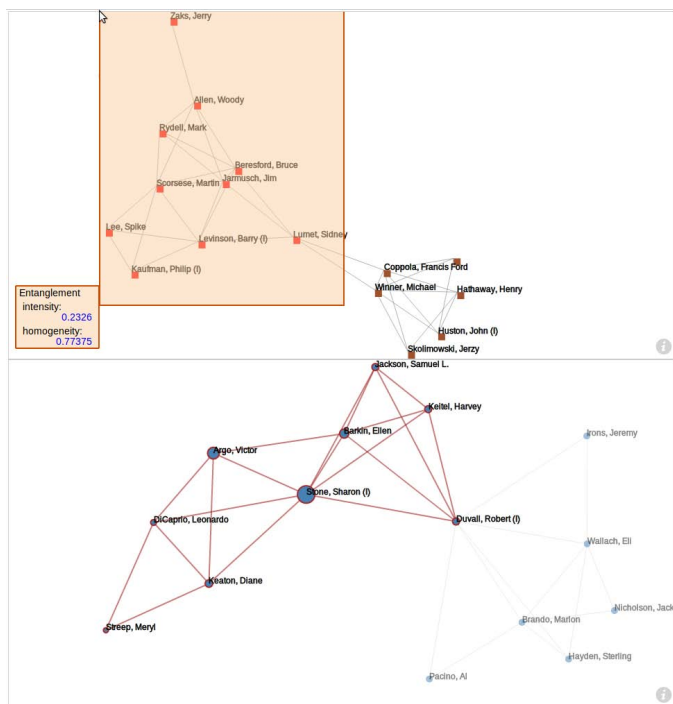 Zaks, Jerry
Allen, Woody
Rydell, Mark
Beresford, Bruce
Scorsese, Martin
Jarmusch, Jim
Lee, Spike
Levinson, Barry (I)
Lumet, Sidney
Kaufman, Philip (I)
Coppola, Francis Ford
Winner, Michael
Hathaway, Henry
Entanglement
intensity:
0.2326
homogeneity:
0.77375
Huston, John (I)
Skolimowski, Jerzy
i
Jackson, Samuel L.
Keitel, Harvey
Barkin, Ellen
Irons, Jeremy
Argo, Victor
Stone, Sharon (I)
DiCaprio, Leonardo
Duvall, Robert (I)
Wallach, Eli
Keaton, Diane
Nicholson, Jack
Brando, Marlon
Streep, Meryl
Hayden, Sterling
Pacino, Al
i